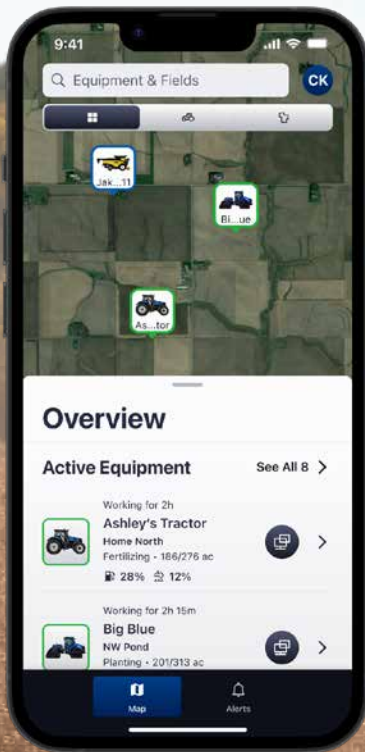 9:41
Equipment & Fields
CK
Jak...11
Bi...ue
As...tor
Overview
Active Equipment
See All 8
Working for 2h
Ashley's Tractor
Home North
Fertilizing • 186/276 ac
28% 12%
Working for 2h 15m
Big Blue
NW Pond
Planting • 201/313 ac
Map
Alerts